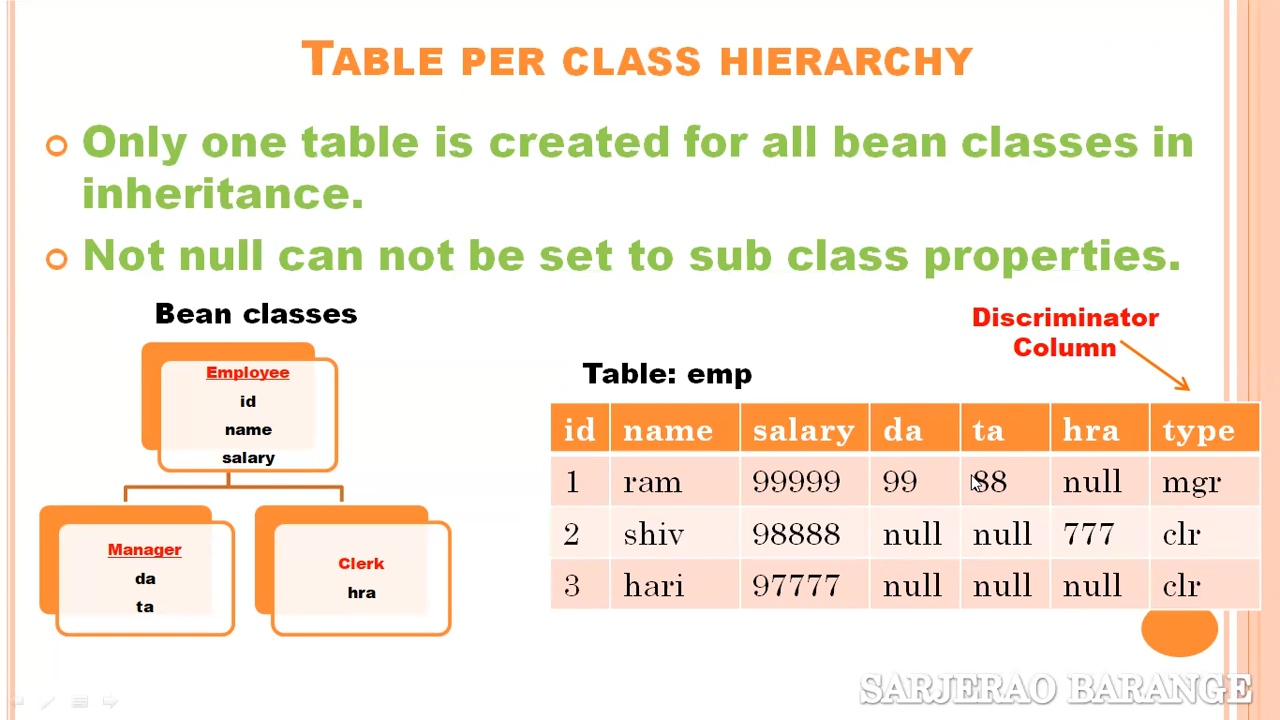 TABLE PER CLASS HIERARCHY
Only one table is created for all bean classes in
inheritance.
Not null can not be set to sub class properties.
Bean classes
Employee
id
name
salary
Manager
da
ta
Clerk
hra
Discriminator
Column
Table: emp
id name salary da ta hra type
1 ram 99999 99 88 null mgr
2 shiv 98888 null null 777 clr
3 hari 97777 null null null clr
SARJERAO BARANGE